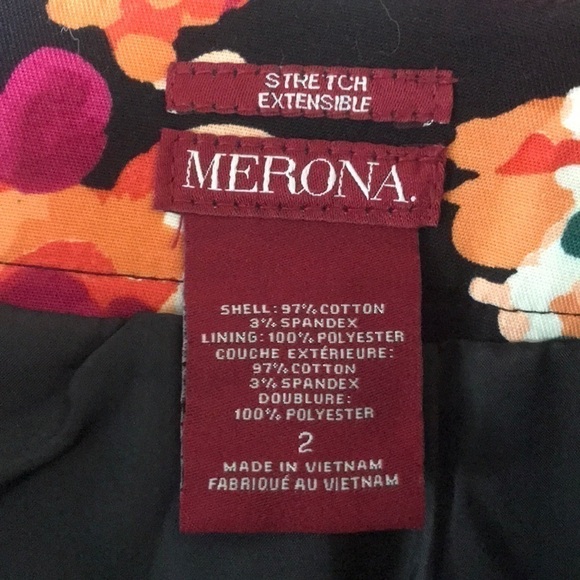 STRETCH
EXTENSIBLE
MERONA.
SHELL: 97% COTTON
3% SPANDEX
LINING: 100% POLYESTER
COUCHE EXTÉRIEURE:
97% COTTON
3% SPANDEX
DOUBLURE:
100% POLYESTER
2
MADE IN VIETNAM
FABRIQUÉ AU VIETNAM